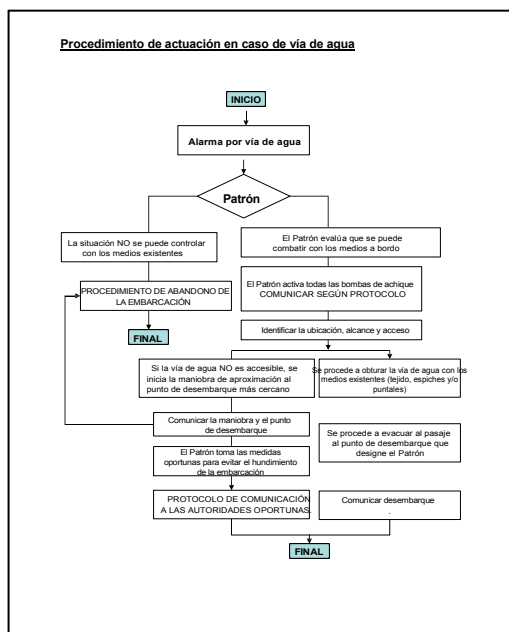 Procedimiento de actuación en caso de vía de agua
INICIO
Alarma por vía de agua
Patrón
La situación NO se puede controlar
con los medios existentes
El Patrón evalúa que se puede
combatir con los medios a bordo
PROCEDIMIENTO DE ABANDONO DE
LA EMBARCACIÓN
El Patrón activa todas las bombas de achique
COMUNICAR SEGÚN PROTOCOLO
FINAL
Identificar la ubicación, alcance y acceso
Si la vía de agua NO es accesible, se
inicia la maniobra de aproximación al
punto de desembarque más cercano
Se procede a obturar la vía de agua con los
medios existentes (tejido, espiches y/o
puntales)
Comunicar la maniobra y el punto
de desembarque
Se procede a evacuar al pasaje
al punto de desembarque que
designe el Patrón
El Patrón toma las medidas
oportunas para evitar el hundimiento
de la embarcación
PROTOCOLO DE COMUNICACIÓN
A LAS AUTORIDADES OPORTUNAS.
Comunicar desembarque
.
FINAL